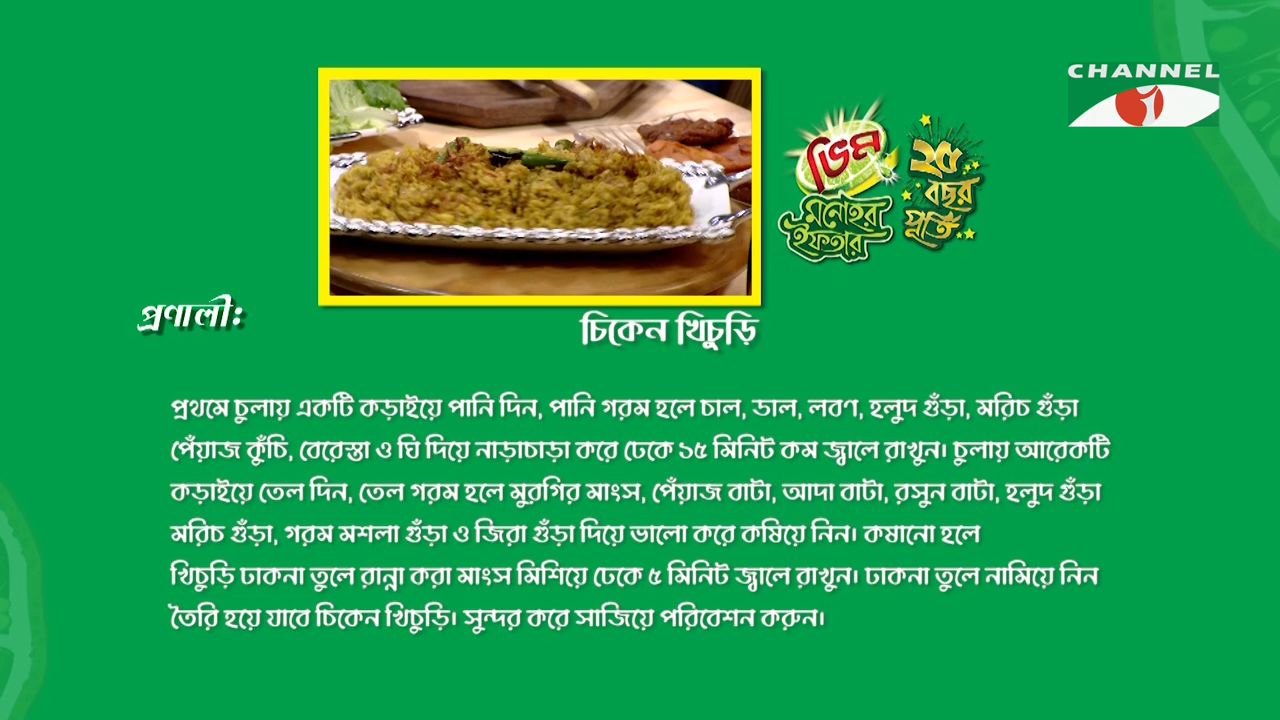 CHANNEL
i
ভিম
মনোহর
ইফতার
২৫
বছর
পূর্তি
প্রণালী:
চিকেন খিচুড়ি
প্রথমে চুলায় একটি কড়াইয়ে পানি দিন, পানি গরম হলে চাল, ডাল, লবণ, হলুদ গুঁড়া, মরিচ গুঁড়া
পেঁয়াজ কুঁচি, বেরেস্তা ও ঘি দিয়ে নাড়াচাড়া করে ঢেকে ১৫ মিনিট কম জ্বালে রাখুন। চুলায় আরেকটি
কড়াইয়ে তেল দিন, তেল গরম হলে মুরগির মাংস, পেঁয়াজ বাটা, আদা বাটা, রসুন বাটা, হলুদ গুঁড়া
মরিচ গুঁড়া, গরম মশলা গুঁড়া ও জিরা গুঁড়া দিয়ে ভালো করে কষিয়ে নিন। কষানো হলে
খিচুড়ি ঢাকনা তুলে রান্না করা মাংস মিশিয়ে ঢেকে ৫ মিনিট জ্বালে রাখুন। ঢাকনা তুলে নামিয়ে নিন
তৈরি হয়ে যাবে চিকেন খিচুড়ি। সুন্দর করে সাজিয়ে পরিবেশন করুন।